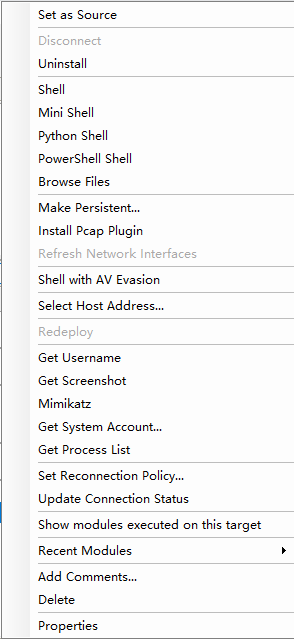 Set as Source
Disconnect
Uninstall
Shell
Mini Shell
Python Shell
PowerShell Shell
Browse Files
Make Persistent...
Install Pcap Plugin
Refresh Network Interfaces
Shell with AV Evasion
Select Host Address...
Redeploy
Get Username
Get Screenshot
Mimikatz
Get System Account...
Get Process List
Set Reconnection Policy...
Update Connection Status
Show modules executed on this target
Recent Modules
Add Comments...
Delete
Properties